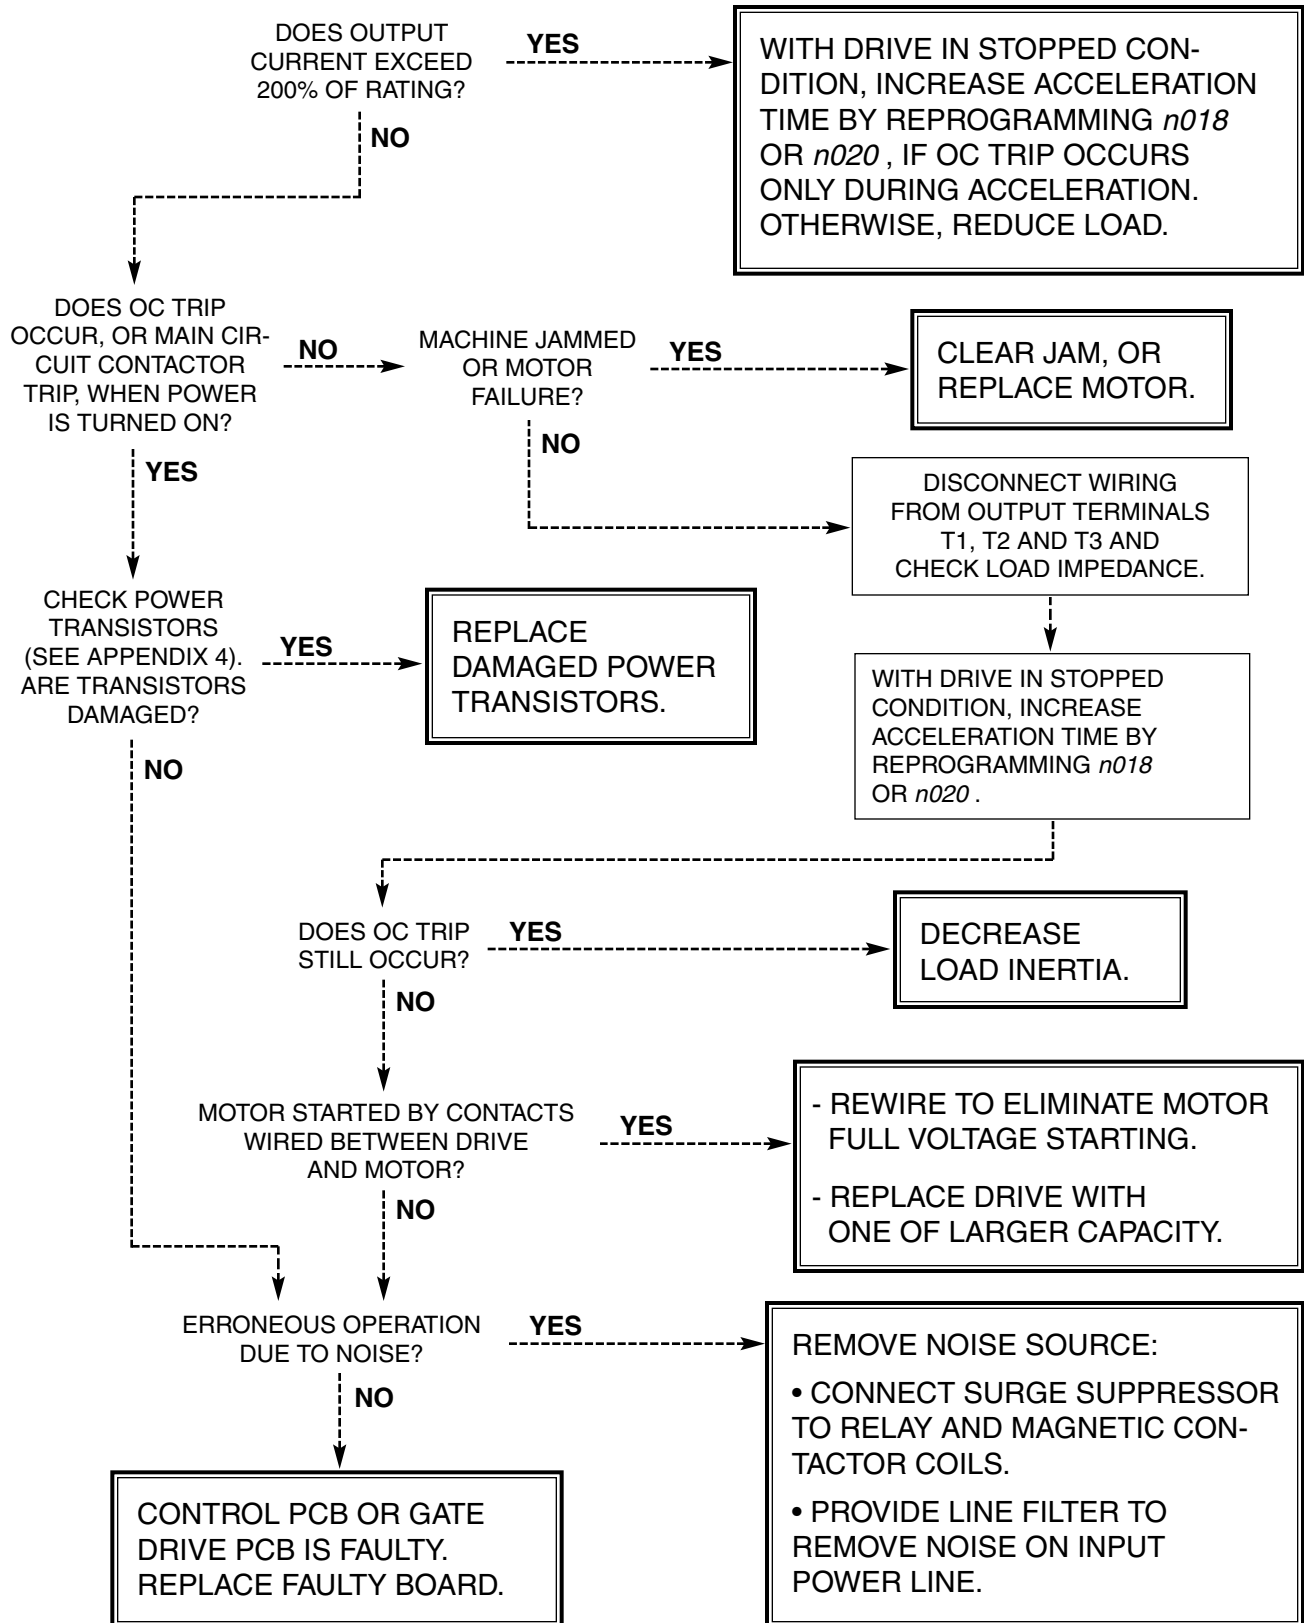 DOES OUTPUT
CURRENT EXCEED
200% OF RATING?
YES
WITH DRIVE IN STOPPED CON-
DITION, INCREASE ACCELERATION
TIME BY REPROGRAMMING n018
OR n020 , IF OC TRIP OCCURS
ONLY DURING ACCELERATION.
OTHERWISE, REDUCE LOAD.
NO
DOES OC TRIP
OCCUR, OR MAIN CIR-
CUIT CONTACTOR
TRIP, WHEN POWER
IS TURNED ON?
NO
MACHINE JAMMED
OR MOTOR
FAILURE?
YES
CLEAR JAM, OR
REPLACE MOTOR.
NO
DISCONNECT WIRING
FROM OUTPUT TERMINALS
T1, T2 AND T3 AND
CHECK LOAD IMPEDANCE.
YES
CHECK POWER
TRANSISTORS
(SEE APPENDIX 4).
ARE TRANSISTORS
DAMAGED?
YES
REPLACE
DAMAGED POWER
TRANSISTORS.
WITH DRIVE IN STOPPED
CONDITION, INCREASE
ACCELERATION TIME BY
REPROGRAMMING n018
OR n020 .
NO
DOES OC TRIP
STILL OCCUR?
YES
DECREASE
LOAD INERTIA.
NO
MOTOR STARTED BY CONTACTS
WIRED BETWEEN DRIVE
AND MOTOR?
YES
- REWIRE TO ELIMINATE MOTOR
FULL VOLTAGE STARTING.
- REPLACE DRIVE WITH
ONE OF LARGER CAPACITY.
NO
ERRONEOUS OPERATION
DUE TO NOISE?
YES
REMOVE NOISE SOURCE:
• CONNECT SURGE SUPPRESSOR
TO RELAY AND MAGNETIC CON-
TACTOR COILS.
• PROVIDE LINE FILTER TO
REMOVE NOISE ON INPUT
POWER LINE.
NO
CONTROL PCB OR GATE
DRIVE PCB IS FAULTY.
REPLACE FAULTY BOARD.